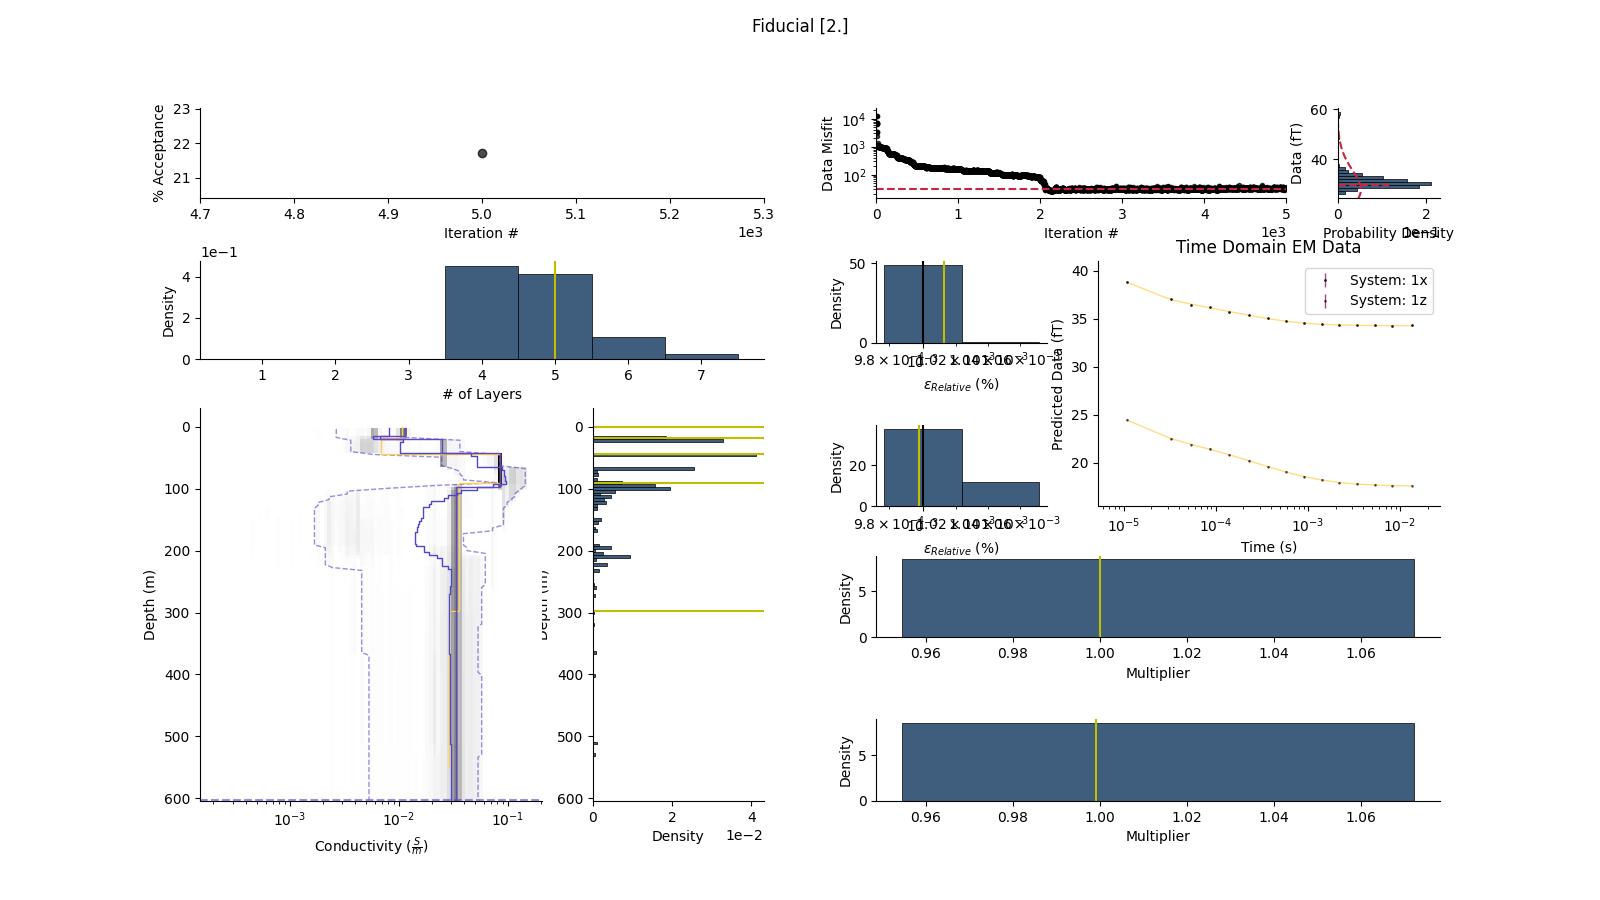 Fiducial [2.]
% Acceptance
23
22
21
4.7 4.8 4.9 5.0 5.1 5.2 5.3
Iteration #
1e3
Data Misfit
10⁴
10³
10²
0 1 2 3 4 5
Iteration #
1e3
Data (fT)
60
40
0 2
Probability Density
1e−1
1e−1
Density
4
2
0
1 2 3 4 5 6 7
# of Layers
Density
50
0
ε_Relative (%)
Density
20
0
ε_Relative (%)
Time Domain EM Data
System: 1x
System: 1z
Predicted Data (fT)
40
35
30
25
20
10⁻⁵ 10⁻⁴ 10⁻³ 10⁻²
Time (s)
Depth (m)
0
100
200
300
400
500
600
10⁻³ 10⁻² 10⁻¹
Conductivity (S/m)
Depth (m)
0
100
200
300
400
500
600
0 2 4
Density
1e−2
Density
5
0
0.96 0.98 1.00 1.02 1.04 1.06
Multiplier
Density
5
0
0.96 0.98 1.00 1.02 1.04 1.06
Multiplier